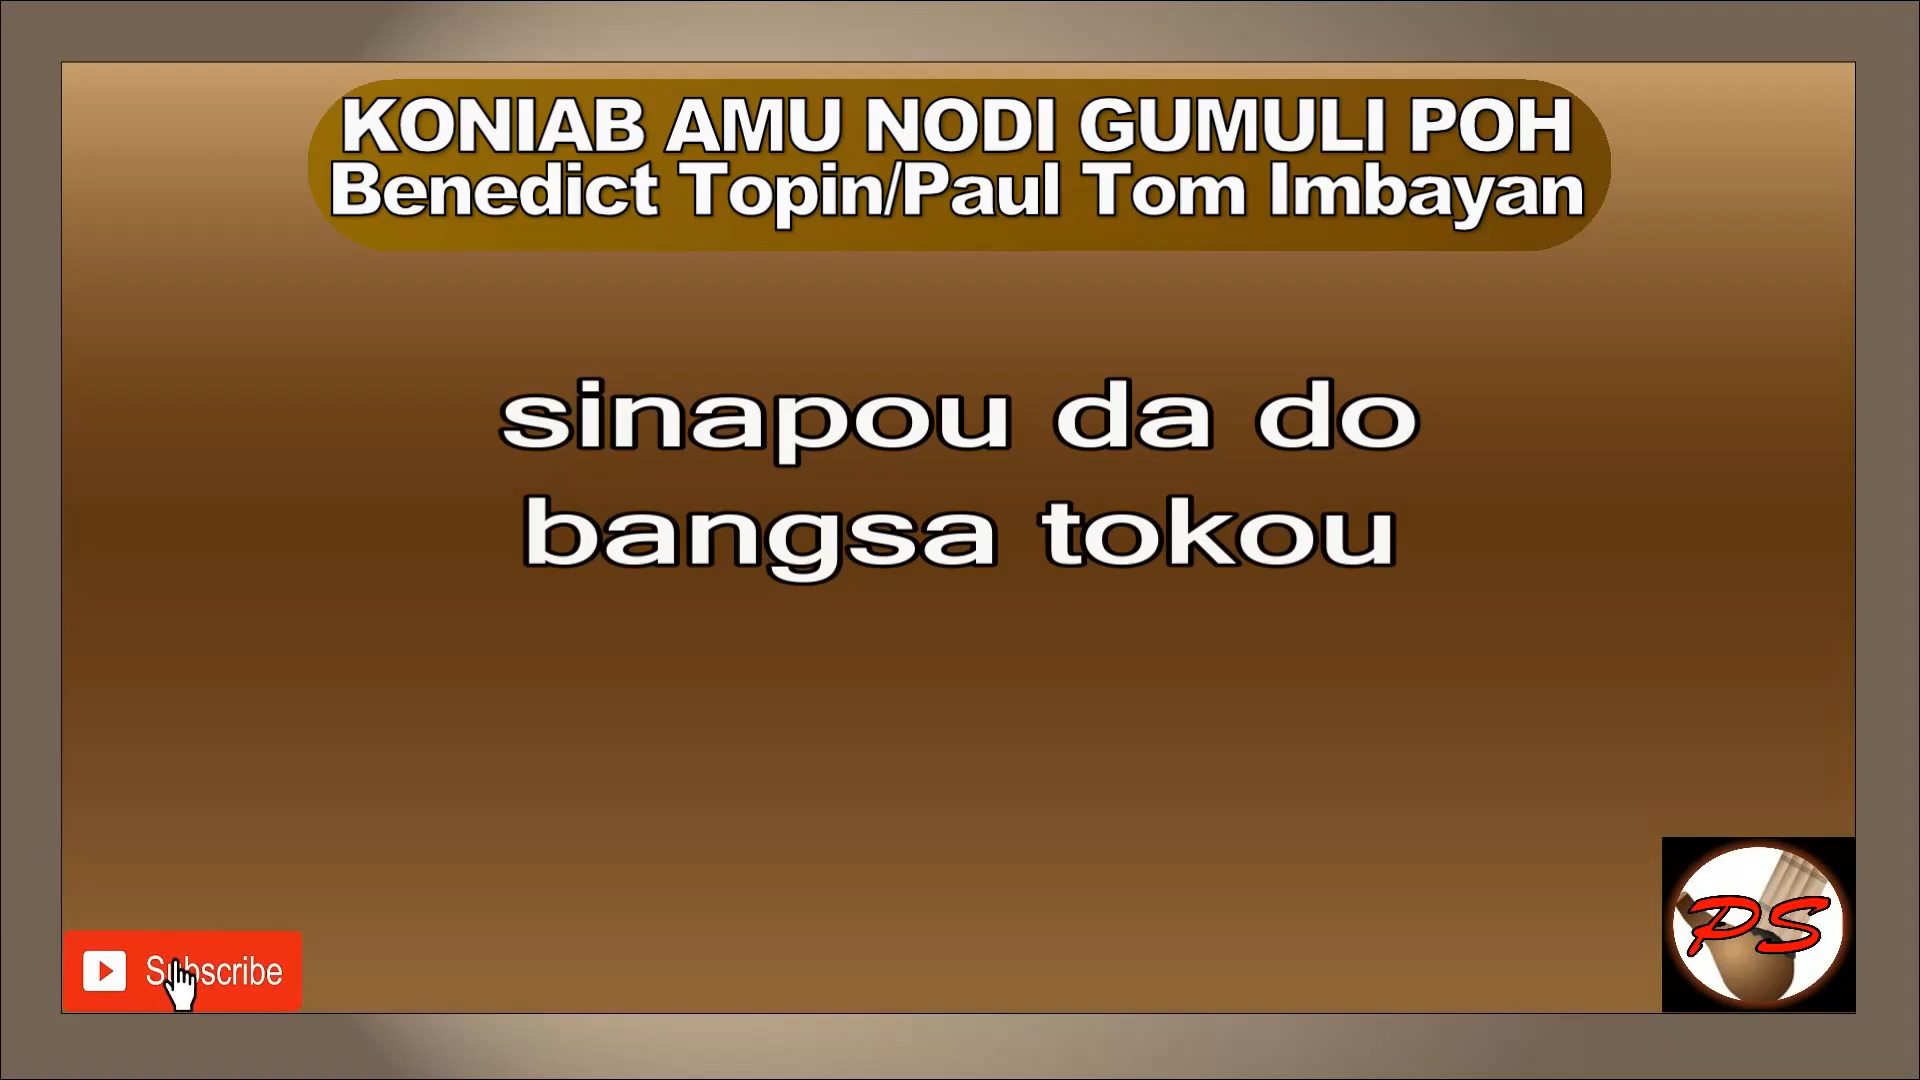 KONIAB AMU NODI GUMULI POH
Benedict Topin/Paul Tom Imbayan
sinapou da do
bangsa tokou
Subscribe
PS